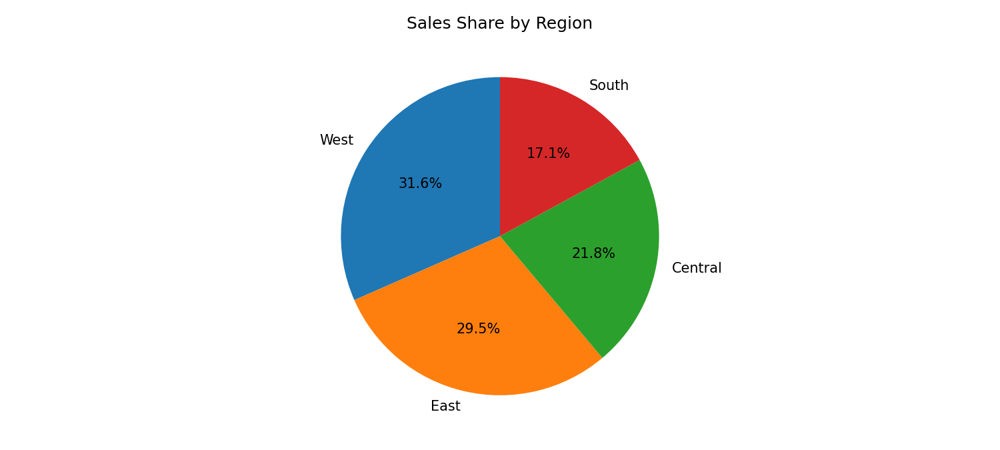 Sales Share by Region
South
West
17.1%
31.6%
21.8%
Central
29.5%
East